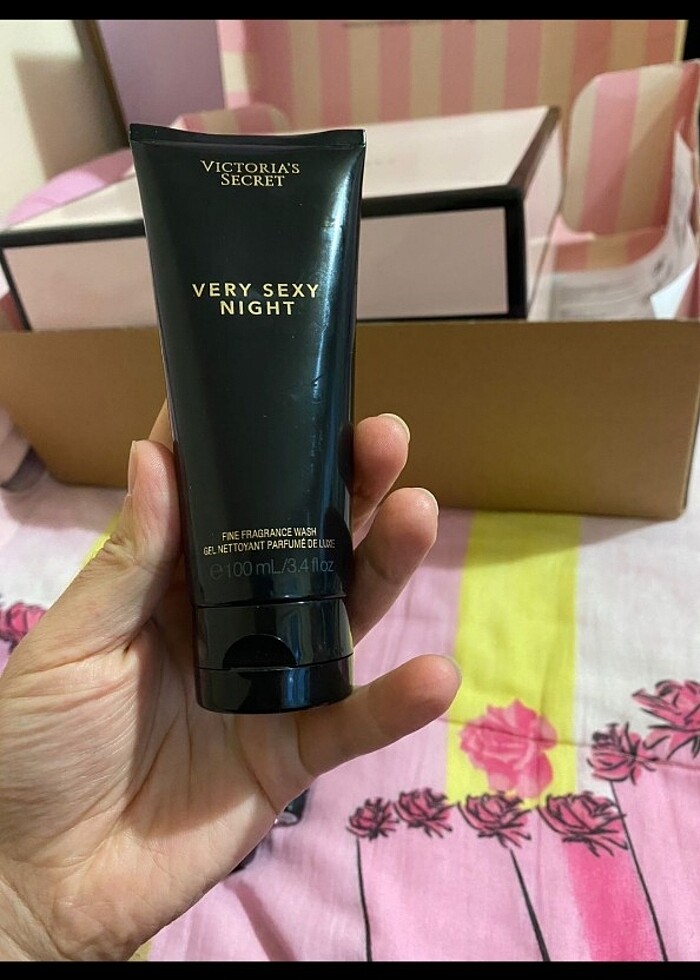 VICTORIA'S
SECRET
VERY SEXY
NIGHT
FINE FRAGRANCE WASH
GEL NETTOYANT PARFUMÉ DE LUXE
℮ 100 mL/3.4 fl oz